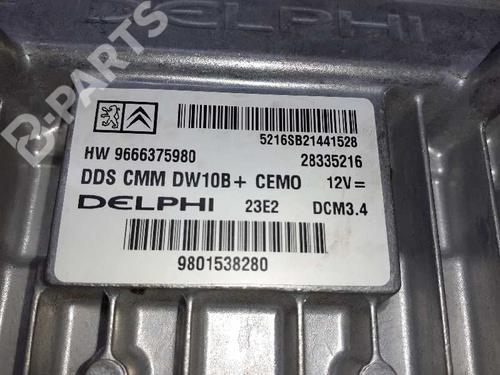 DELPHI
B-PARTS
5216SB21441528
HW 9666375980 28335216
DDS CMM DW10B+ CEMO 12V=
DELPHI 23E2 DCM3.4
9801538280